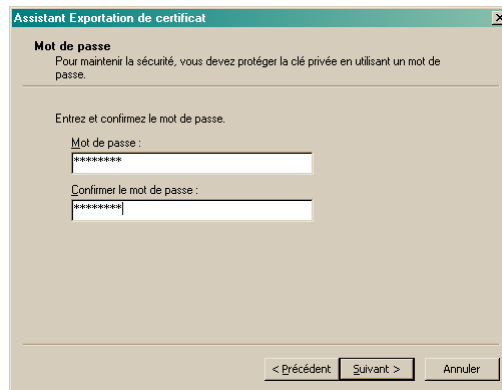 Assistant Exportation de certificat
Mot de passe
Pour maintenir la sécurité, vous devez protéger la clé privée en utilisant un mot de
passe.
Entrez et confirmez le mot de passe.
Mot de passe :
********
Confirmer le mot de passe :
********
< Précédent Suivant > Annuler